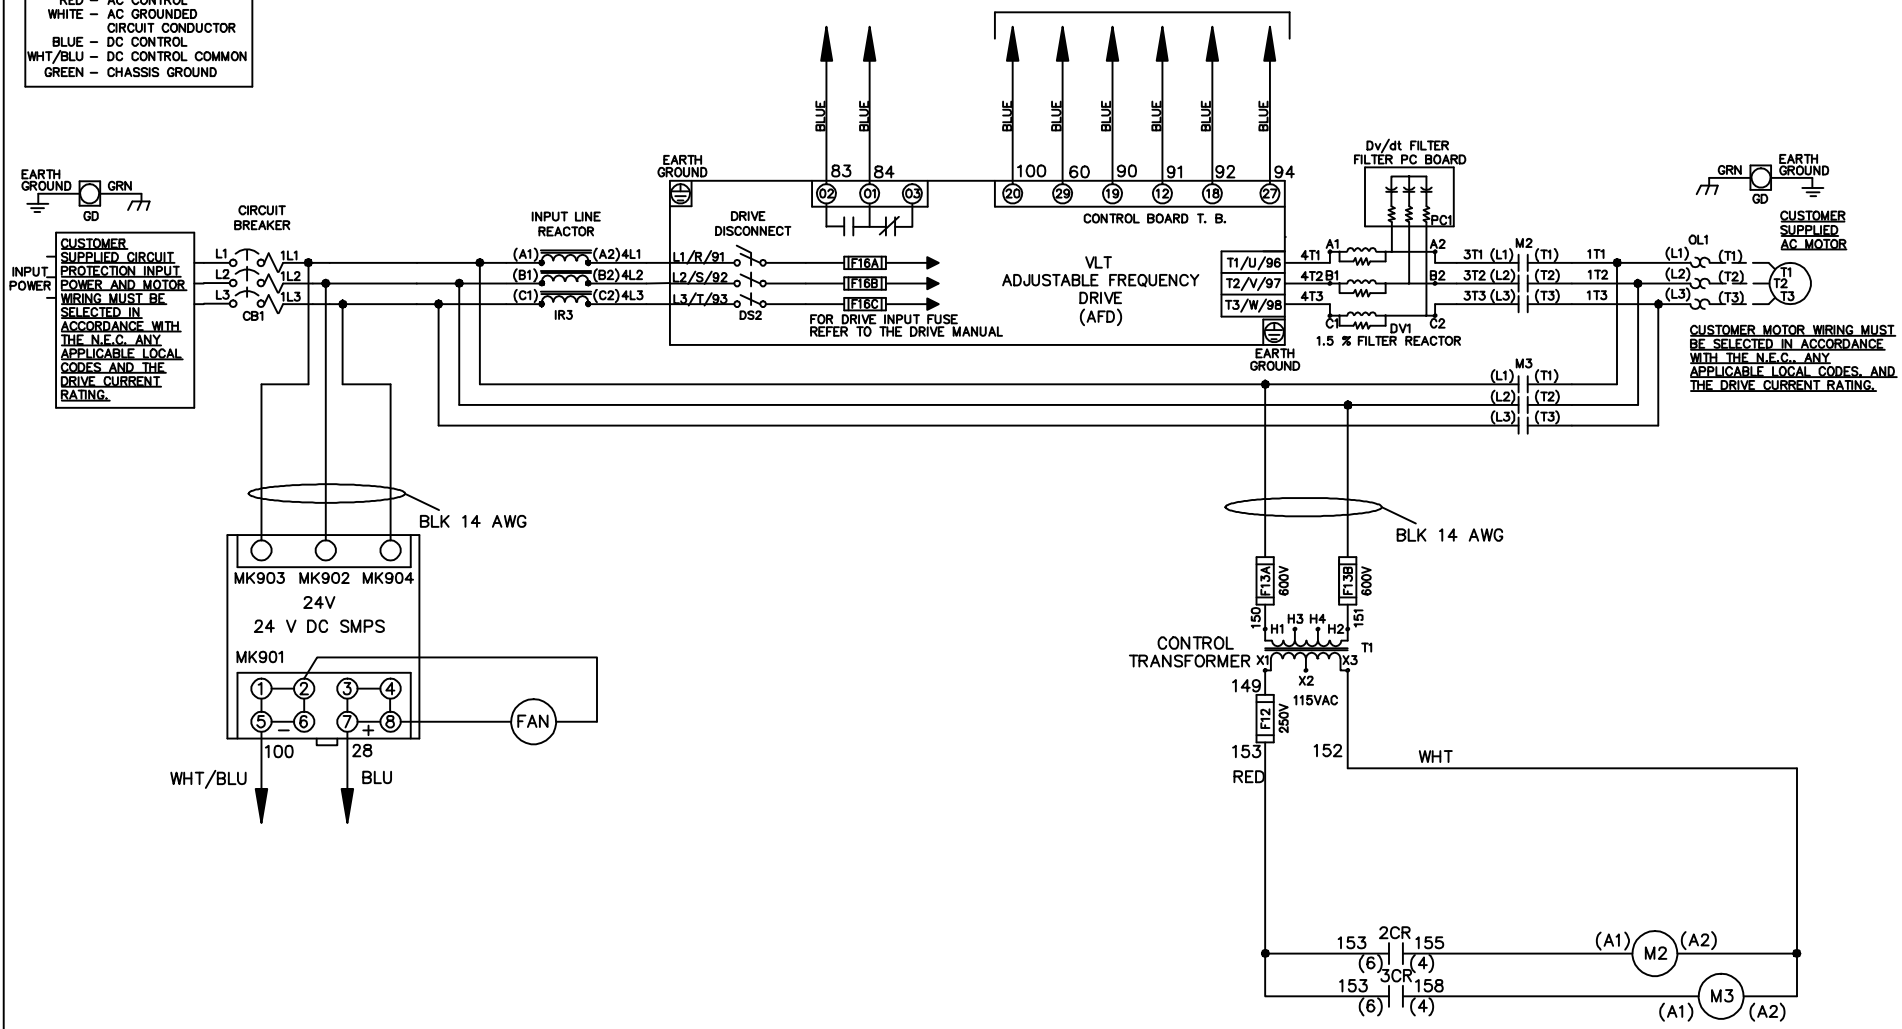 RED – AC CONTROL
WHITE – AC GROUNDED
CIRCUIT CONDUCTOR
BLUE – DC CONTROL
WHT/BLU – DC CONTROL COMMON
GREEN – CHASSIS GROUND
BLUE
BLUE
BLUE
BLUE
BLUE
BLUE
BLUE
BLUE
EARTH
GROUND
GRN
GD
CIRCUIT
BREAKER
INPUT LINE
REACTOR
EARTH
GROUND
DRIVE
DISCONNECT
83
84
02
01
03
100
60
90
91
92
94
20
29
19
12
18
27
CONTROL BOARD T. B.
Dv/dt FILTER
FILTER PC BOARD
PC1
GRN
EARTH
GROUND
GD
CUSTOMER
SUPPLIED
AC MOTOR
INPUT
POWER
CUSTOMER
SUPPLIED CIRCUIT
PROTECTION INPUT
POWER AND MOTOR
WIRING MUST BE
SELECTED IN
ACCORDANCE WITH
THE N.E.C. ANY
APPLICABLE LOCAL
CODES AND THE
DRIVE CURRENT
RATING.
L1
1L1
L2
1L2
L3
1L3
CB1
(A1)
(A2)4L1
(B1)
(B2)4L2
(C1)
(C2)4L3
IR3
L1/R/91
L2/S/92
L3/T/93
DS2
F16A
F16B
F16C
FOR DRIVE INPUT FUSE
REFER TO THE DRIVE MANUAL
VLT
ADJUSTABLE FREQUENCY
DRIVE
(AFD)
T1/U/96
T2/V/97
T3/W/98
EARTH
GROUND
4T1
A1
A2
4T2
B1
B2
4T3
C1
C2
DV1
1.5 % FILTER REACTOR
M2
3T1 (L1)
(T1)
1T1
3T2 (L2)
(T2)
1T2
3T3 (L3)
(T3)
1T3
OL1
(L1)
(T1)
(L2)
(T2)
(L3)
(T3)
T1
T2
T3
CUSTOMER MOTOR WIRING MUST
BE SELECTED IN ACCORDANCE
WITH THE N.E.C., ANY
APPLICABLE LOCAL CODES, AND
THE DRIVE CURRENT RATING.
M3
(L1)
(T1)
(L2)
(T2)
(L3)
(T3)
BLK 14 AWG
BLK 14 AWG
MK903
MK902
MK904
24V
24 V DC SMPS
MK901
1
2
3
4
5
6
7
8
–
+
FAN
100
28
WHT/BLU
BLU
F13A
600V
F13B
600V
150
151
H1
H3
H4
H2
CONTROL
TRANSFORMER
T1
X1
X3
X2
149
115VAC
F12
250V
153
152
RED
WHT
2CR
153
155
(6)
(4)
(A1)
M2
(A2)
3CR
153
158
(6)
(4)
(A1)
M3
(A2)